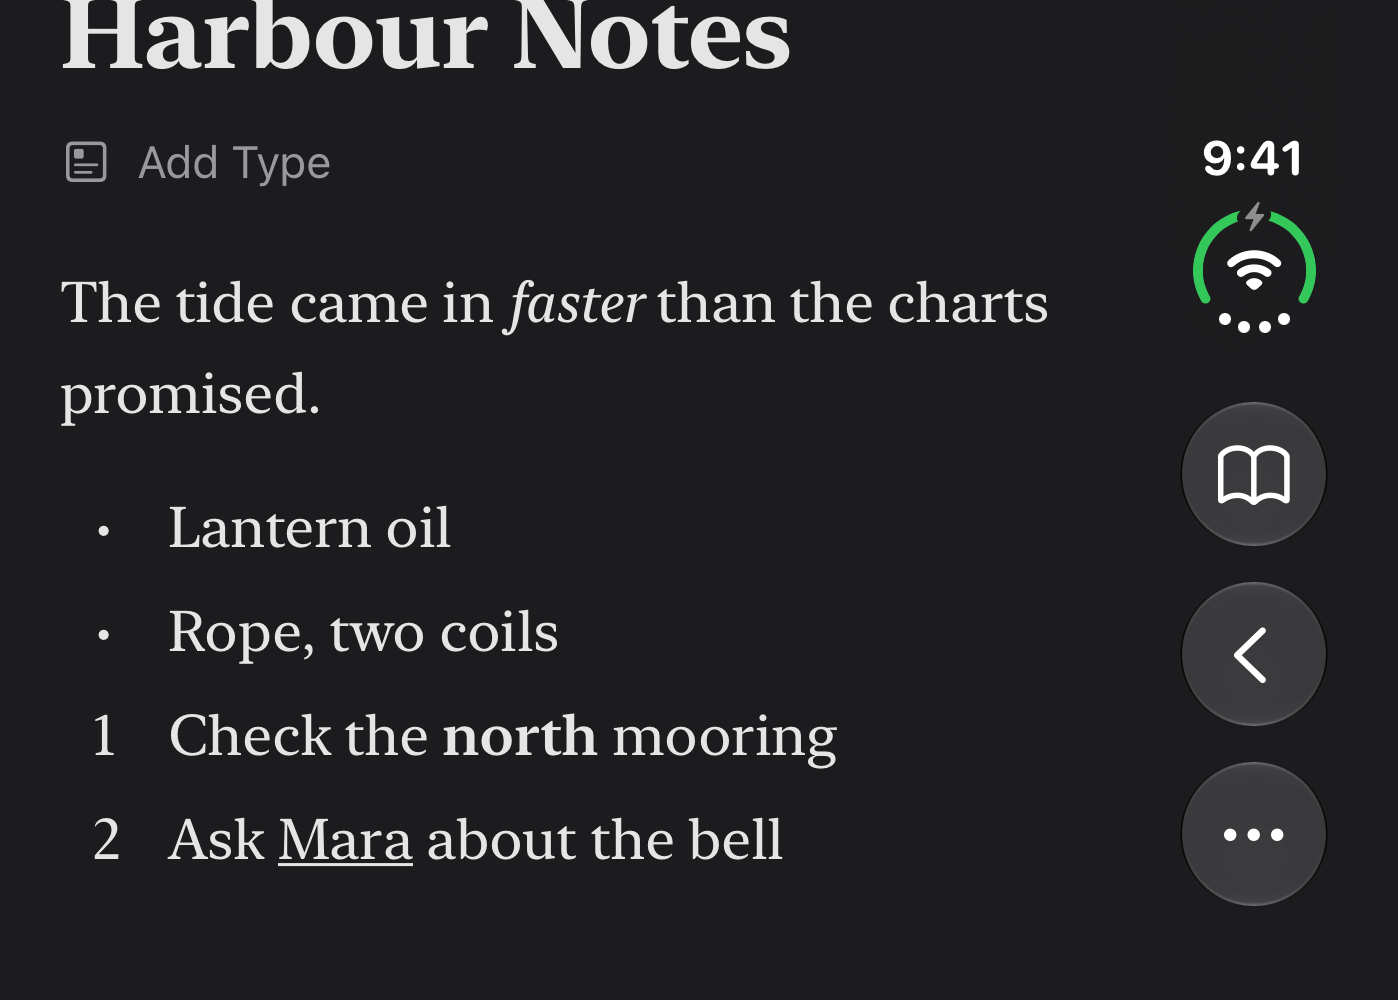 Harbour Notes
Add Type
9:41
The tide came in faster than the charts
promised.
• Lantern oil
• Rope, two coils
1 Check the north mooring
2 Ask Mara about the bell